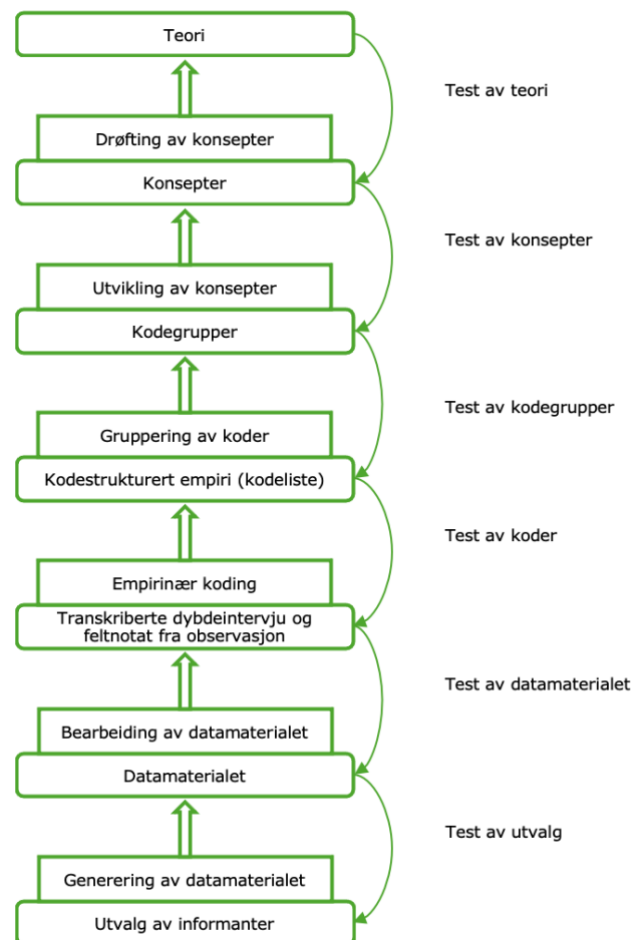 Teori
Test av teori
Drøfting av konsepter
Konsepter
Test av konsepter
Utvikling av konsepter
Kodegrupper
Test av kodegrupper
Gruppering av koder
Kodestrukturert empiri (kodeliste)
Test av koder
Empirinær koding
Transkriberte dybdeintervju og
feltnotat fra observasjon
Test av datamaterialet
Bearbeiding av datamaterialet
Datamaterialet
Test av utvalg
Generering av datamaterialet
Utvalg av informanter